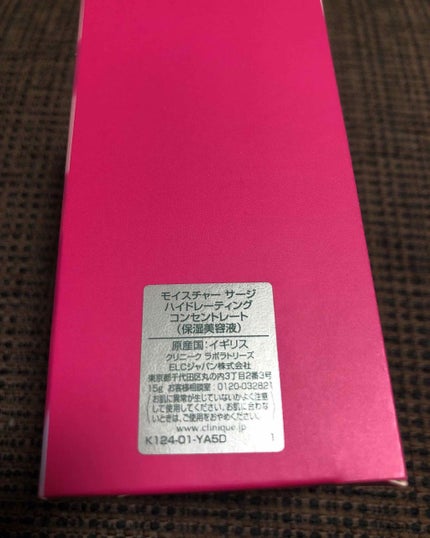 モイスチャー サージ
ハイドレーティング
コンセントレート
(保湿美容液)
原産国:イギリス
クリニーク ラボラトリーズ
ELCジャパン株式会社
東京都千代田区丸の内3丁目2番3号
15g お客様相談室:0120-032821
お肌に異常が生じていないかよく注意
して使用してください。お肌に合わな
いときは、ご使用をおやめください。
www.clinique.jp
K124-01-YA5D 1